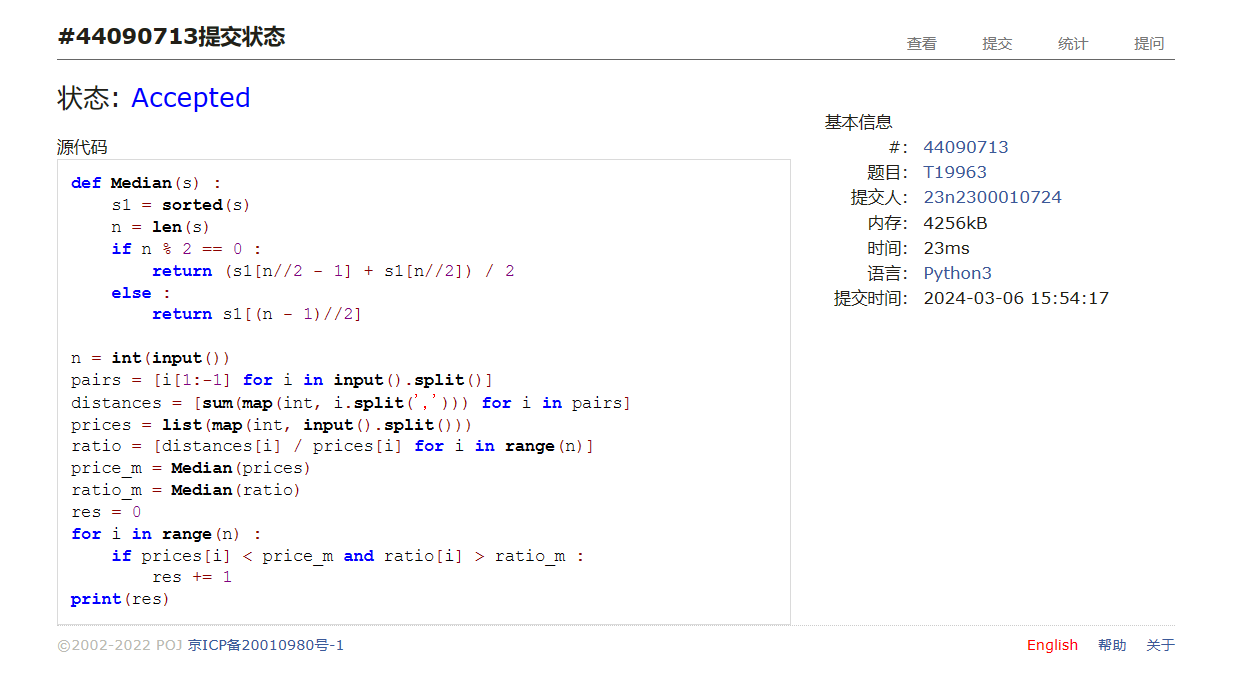 #44090713提交状态
查看 提交 统计 提问
状态: Accepted
源代码
def Median(s) :
    s1 = sorted(s)
    n = len(s)
    if n % 2 == 0 :
        return (s1[n//2 - 1] + s1[n//2]) / 2
    else :
        return s1[(n - 1)//2]

n = int(input())
pairs = [i[1:-1] for i in input().split()]
distances = [sum(map(int, i.split(','))) for i in pairs]
prices = list(map(int, input().split()))
ratio = [distances[i] / prices[i] for i in range(n)]
price_m = Median(prices)
ratio_m = Median(ratio)
res = 0
for i in range(n) :
    if prices[i] < price_m and ratio[i] > ratio_m :
        res += 1
print(res)
基本信息
#: 44090713
题目: T19963
提交人: 23n2300010724
内存: 4256kB
时间: 23ms
语言: Python3
提交时间: 2024-03-06 15:54:17
©2002-2022 POJ 京ICP备20010980号-1
English 帮助 关于